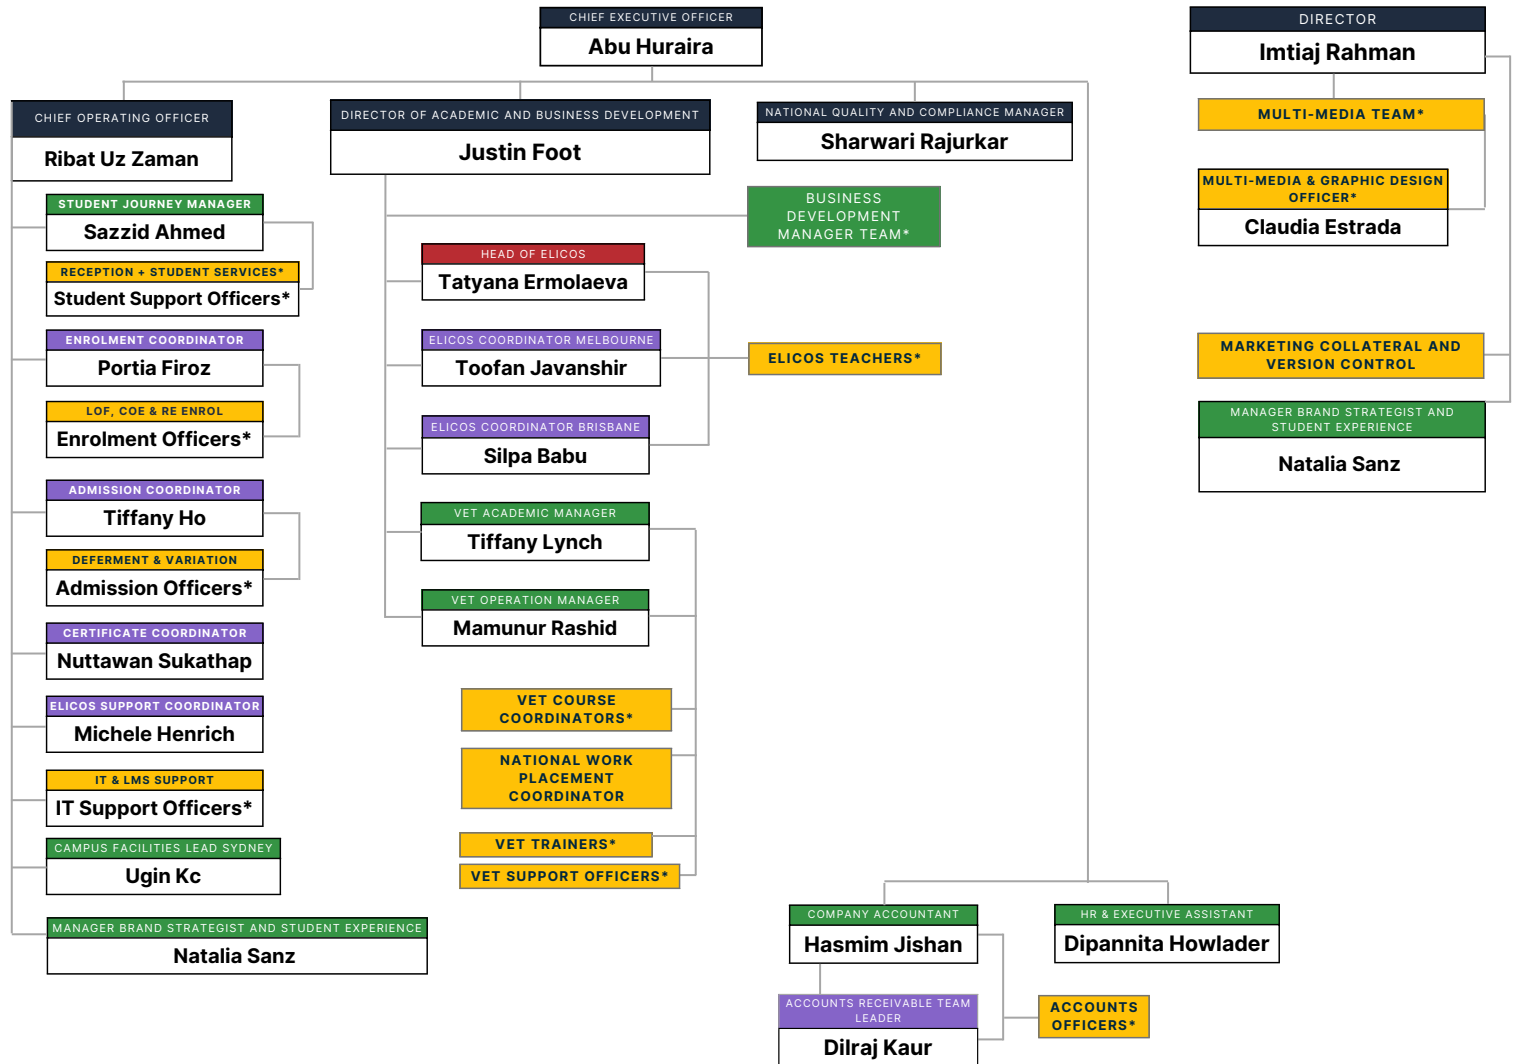 CHIEF EXECUTIVE OFFICER
Abu Huraira
DIRECTOR
Imtiaj Rahman
MULTI-MEDIA TEAM*
MULTI-MEDIA & GRAPHIC DESIGN
OFFICER*
Claudia Estrada
MARKETING COLLATERAL AND
VERSION CONTROL
MANAGER BRAND STRATEGIST AND
STUDENT EXPERIENCE
Natalia Sanz
CHIEF OPERATING OFFICER
Ribat Uz Zaman
STUDENT JOURNEY MANAGER
Sazzid Ahmed
RECEPTION + STUDENT SERVICES*
Student Support Officers*
ENROLMENT COORDINATOR
Portia Firoz
LOF, COE & RE ENROL
Enrolment Officers*
ADMISSION COORDINATOR
Tiffany Ho
DEFERMENT & VARIATION
Admission Officers*
CERTIFICATE COORDINATOR
Nuttawan Sukathap
ELICOS SUPPORT COORDINATOR
Michele Henrich
IT & LMS SUPPORT
IT Support Officers*
CAMPUS FACILITIES LEAD SYDNEY
Ugin Kc
MANAGER BRAND STRATEGIST AND STUDENT EXPERIENCE
Natalia Sanz
DIRECTOR OF ACADEMIC AND BUSINESS DEVELOPMENT
Justin Foot
BUSINESS
DEVELOPMENT
MANAGER TEAM*
HEAD OF ELICOS
Tatyana Ermolaeva
ELICOS COORDINATOR MELBOURNE
Toofan Javanshir
ELICOS TEACHERS*
ELICOS COORDINATOR BRISBANE
Silpa Babu
VET ACADEMIC MANAGER
Tiffany Lynch
VET OPERATION MANAGER
Mamunur Rashid
VET COURSE
COORDINATORS*
NATIONAL WORK
PLACEMENT
COORDINATOR
VET TRAINERS*
VET SUPPORT OFFICERS*
NATIONAL QUALITY AND COMPLIANCE MANAGER
Sharwari Rajurkar
COMPANY ACCOUNTANT
Hasmim Jishan
HR & EXECUTIVE ASSISTANT
Dipannita Howlader
ACCOUNTS RECEIVABLE TEAM
LEADER
Dilraj Kaur
ACCOUNTS
OFFICERS*